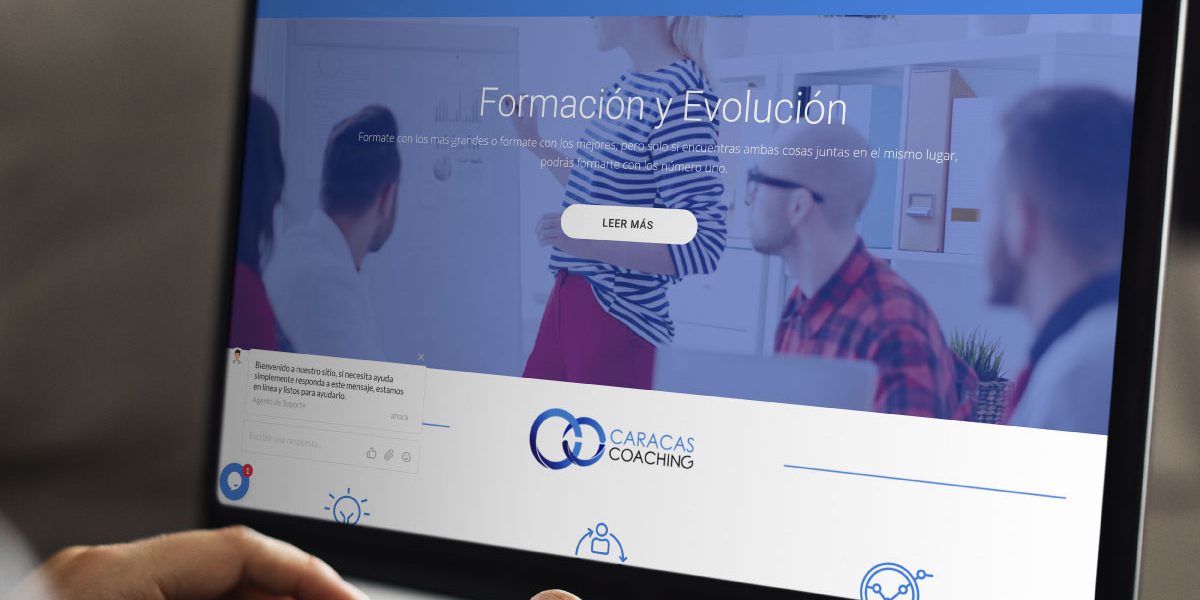 Formación y Evolución
Formate con los mas grandes o formate con los mejores, pero solo si encuentras ambas cosas juntas en el mismo lugar,
podrás formarte con los número uno.
LEER MÁS
Bienvenido a nuestro sitio, si necesita ayuda
simplemente responda a este mensaje, estamos
en línea y listos para ayudarlo.
Agente de Soporte
ahora
Escribir una respuesta...
1
CARACAS
COACHING